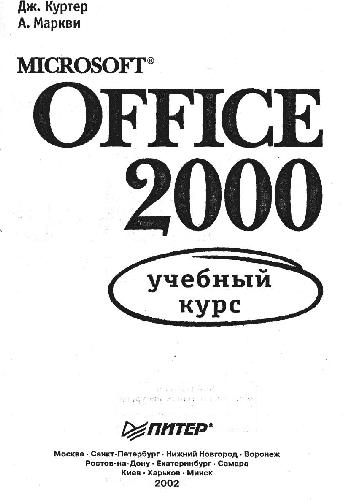 Дж. Куртер
А. Маркви
MICROSOFT®
OFFICE
2000
учебный
курс
ПИТЕР®
Москва · Санкт-Петербург · Нижний Новгород · Воронеж
Ростов-на-Дону · Екатеринбург · Самара
Киев · Харьков · Минск
2002